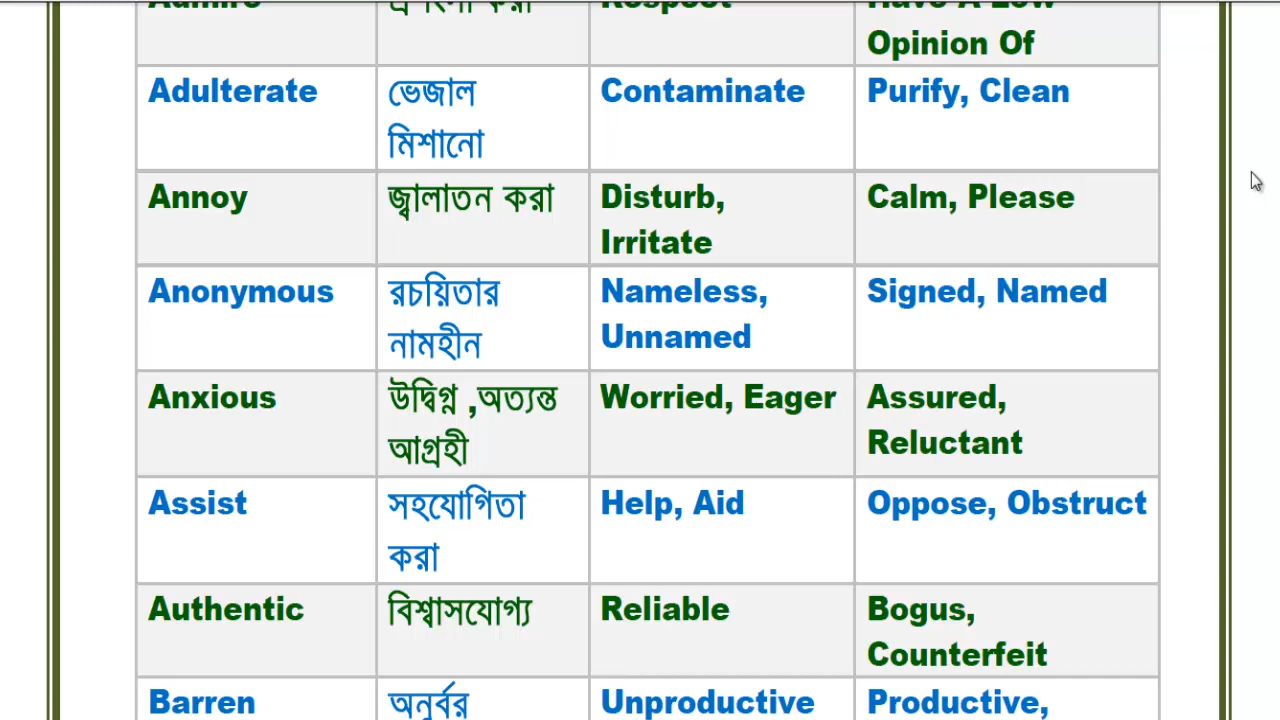 Opinion Of
Adulterate ভেজাল Contaminate Purify, Clean
মিশানো
Annoy জ্বালাতন করা Disturb, Calm, Please
Irritate
Anonymous রচয়িতার Nameless, Signed, Named
নামহীন Unnamed
Anxious উদ্বিগ্ন ,অত্যন্ত Worried, Eager Assured,
আগ্রহী Reluctant
Assist সহযোগিতা Help, Aid Oppose, Obstruct
করা
Authentic বিশ্বাসযোগ্য Reliable Bogus,
Counterfeit
Barren অনুর্বর Unproductive Productive,